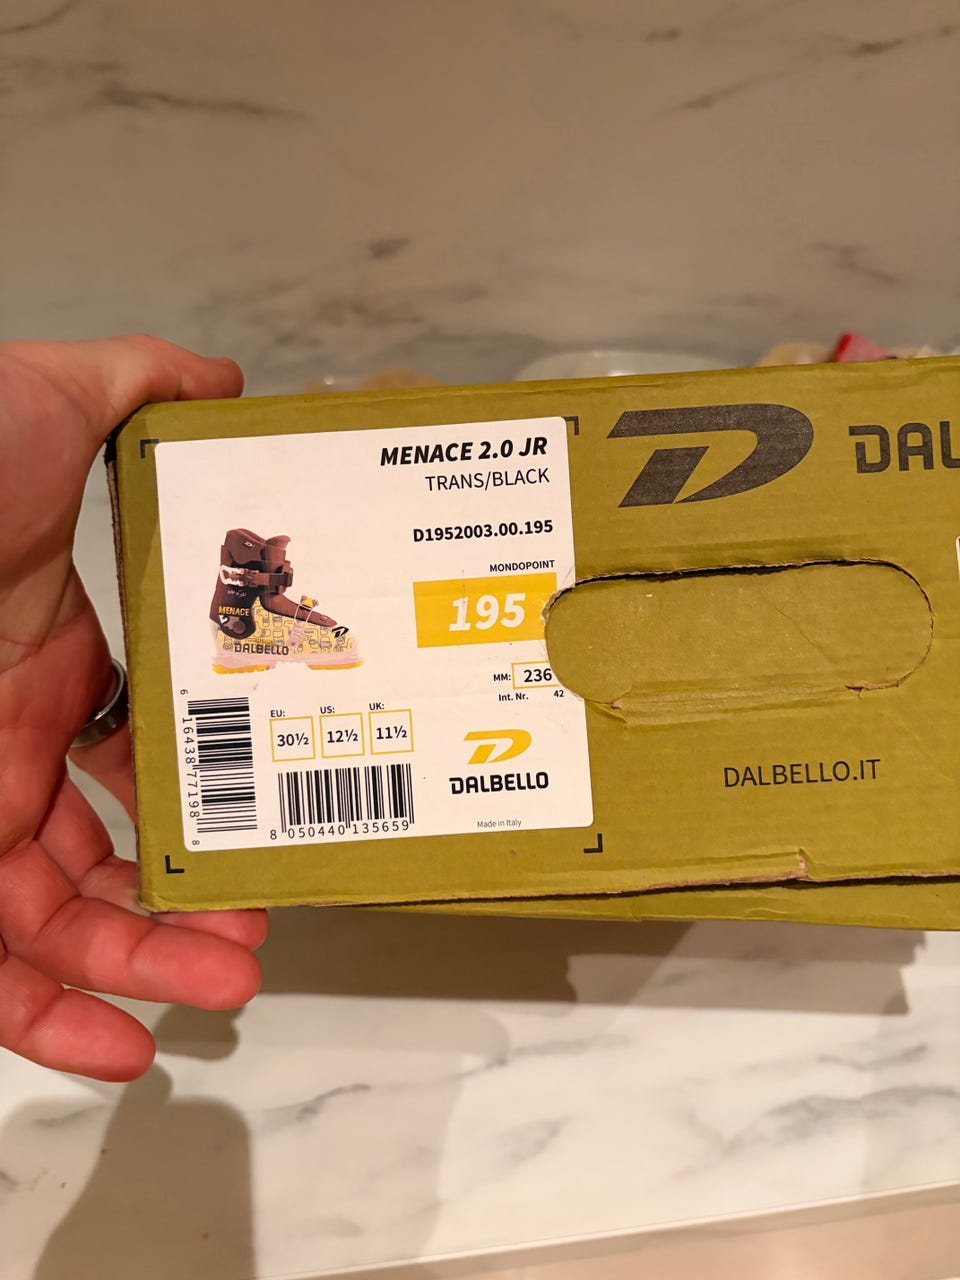 MENACE 2.0 JR
TRANS/BLACK
D1952003.00.195
MONDOPOINT
195
MM: 236
Int. Nr. 42
EU: US: UK:
30½ 12½ 11½
MENACE
DALBELLO
6 16438 77198 8
8 050440 135659
DALBELLO
Made in Italy
DAL
DALBELLO.IT